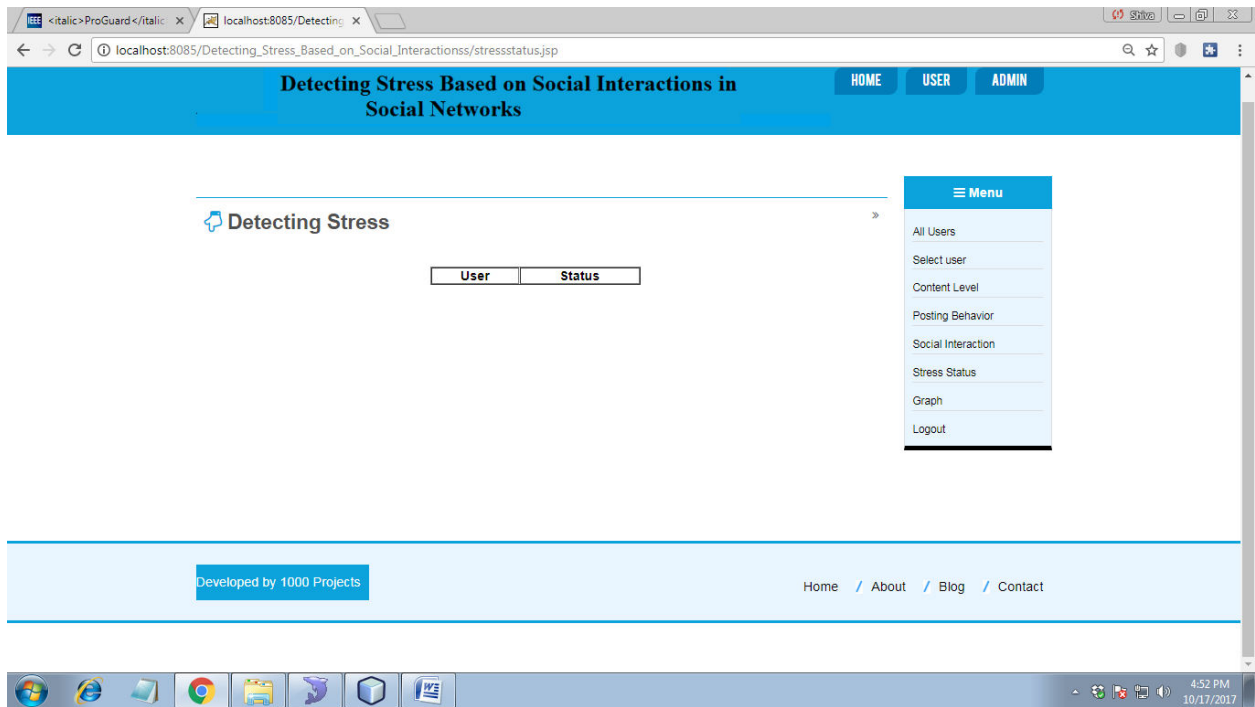 <italic>ProGuard</italic
localhost:8085/Detecting
Shiva
localhost:8085/Detecting_Stress_Based_on_Social_Interactionss/stressstatus.jsp
Detecting Stress Based on Social Interactions in
Social Networks
HOME USER ADMIN
Menu
Detecting Stress
»
All Users
User Status
Select user
Content Level
Posting Behavior
Social Interaction
Stress Status
Graph
Logout
Developed by 1000 Projects
Home / About / Blog / Contact
4:52 PM
10/17/2017